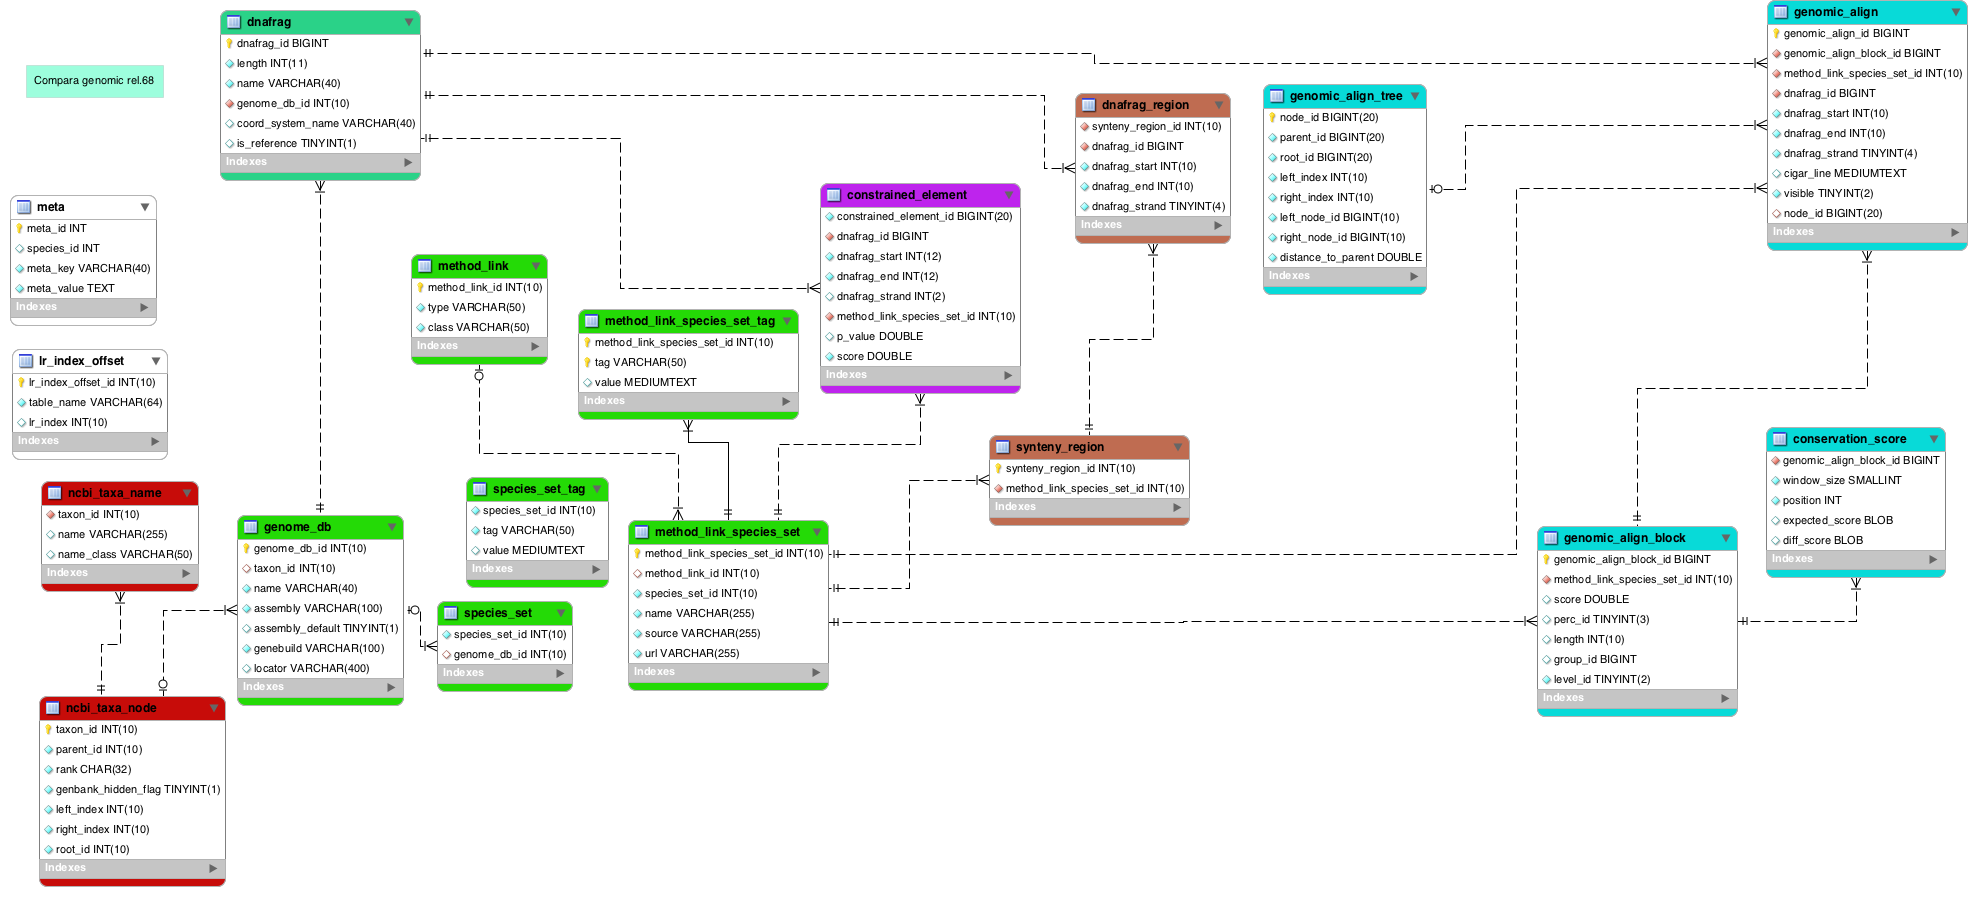 Compara genomic rel.68
dnafrag
dnafrag_id BIGINT
length INT(11)
name VARCHAR(40)
genome_db_id INT(10)
coord_system_name VARCHAR(40)
is_reference TINYINT(1)
Indexes
meta
meta_id INT
species_id INT
meta_key VARCHAR(40)
meta_value TEXT
Indexes
lr_index_offset
lr_index_offset_id INT(10)
table_name VARCHAR(64)
lr_index INT(10)
Indexes
ncbi_taxa_name
taxon_id INT(10)
name VARCHAR(255)
name_class VARCHAR(50)
Indexes
ncbi_taxa_node
taxon_id INT(10)
parent_id INT(10)
rank CHAR(32)
genbank_hidden_flag TINYINT(1)
left_index INT(10)
right_index INT(10)
root_id INT(10)
Indexes
genome_db
genome_db_id INT(10)
taxon_id INT(10)
name VARCHAR(40)
assembly VARCHAR(100)
assembly_default TINYINT(1)
genebuild VARCHAR(100)
locator VARCHAR(400)
Indexes
method_link
method_link_id INT(10)
type VARCHAR(50)
class VARCHAR(50)
Indexes
species_set_tag
species_set_id INT(10)
tag VARCHAR(50)
value MEDIUMTEXT
Indexes
species_set
species_set_id INT(10)
genome_db_id INT(10)
Indexes
method_link_species_set_tag
method_link_species_set_id INT(10)
tag VARCHAR(50)
value MEDIUMTEXT
Indexes
method_link_species_set
method_link_species_set_id INT(10)
method_link_id INT(10)
species_set_id INT(10)
name VARCHAR(255)
source VARCHAR(255)
url VARCHAR(255)
Indexes
constrained_element
constrained_element_id BIGINT(20)
dnafrag_id BIGINT
dnafrag_start INT(12)
dnafrag_end INT(12)
dnafrag_strand INT(2)
method_link_species_set_id INT(10)
p_value DOUBLE
score DOUBLE
Indexes
dnafrag_region
synteny_region_id INT(10)
dnafrag_id BIGINT
dnafrag_start INT(10)
dnafrag_end INT(10)
dnafrag_strand TINYINT(4)
Indexes
synteny_region
synteny_region_id INT(10)
method_link_species_set_id INT(10)
Indexes
genomic_align_tree
node_id BIGINT(20)
parent_id BIGINT(20)
root_id BIGINT(20)
left_index INT(10)
right_index INT(10)
left_node_id BIGINT(10)
right_node_id BIGINT(10)
distance_to_parent DOUBLE
Indexes
genomic_align
genomic_align_id BIGINT
genomic_align_block_id BIGINT
method_link_species_set_id INT(10)
dnafrag_id BIGINT
dnafrag_start INT(10)
dnafrag_end INT(10)
dnafrag_strand TINYINT(4)
cigar_line MEDIUMTEXT
visible TINYINT(2)
node_id BIGINT(20)
Indexes
conservation_score
genomic_align_block_id BIGINT
window_size SMALLINT
position INT
expected_score BLOB
diff_score BLOB
Indexes
genomic_align_block
genomic_align_block_id BIGINT
method_link_species_set_id INT(10)
score DOUBLE
perc_id TINYINT(3)
length INT(10)
group_id BIGINT
level_id TINYINT(2)
Indexes